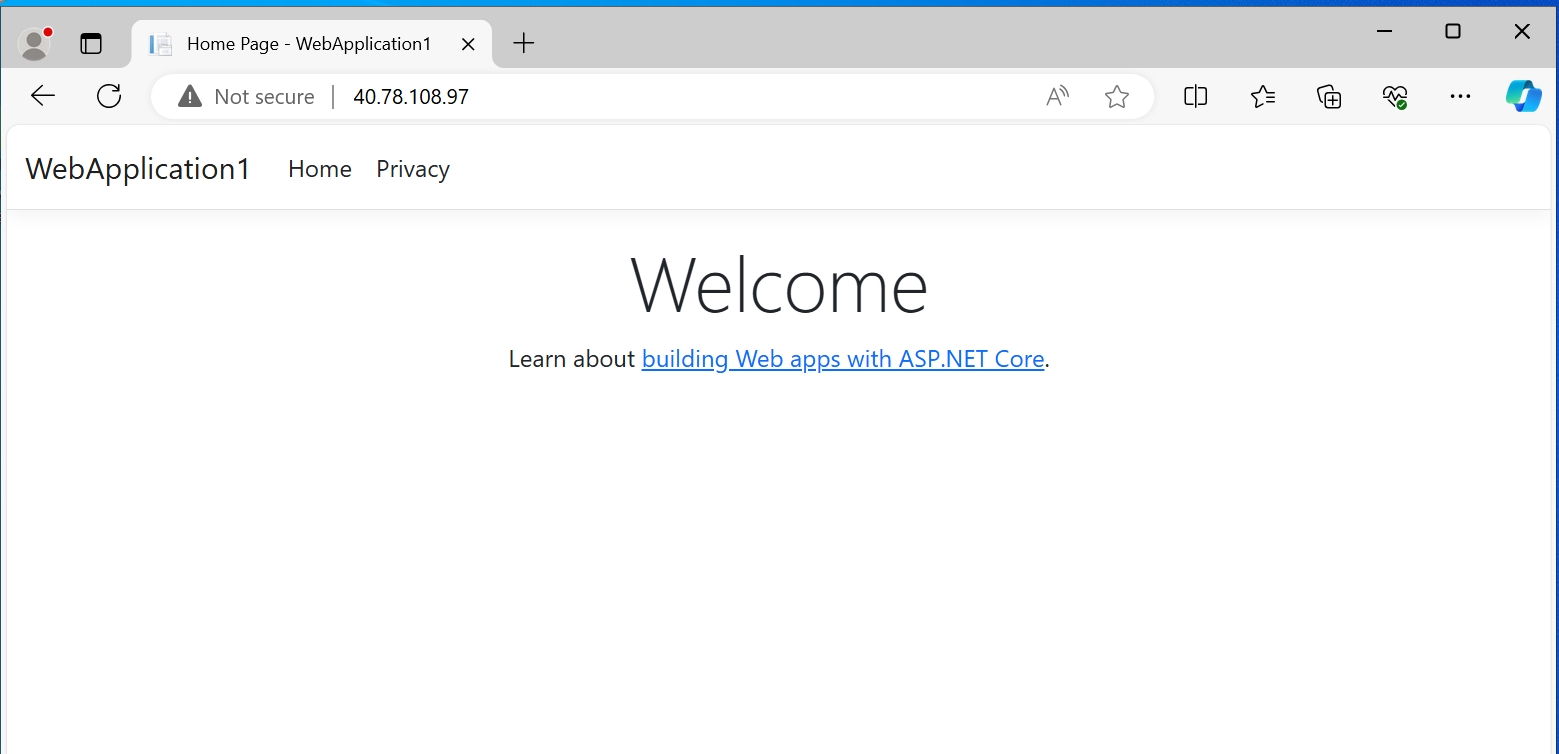 Home Page - WebApplication1
Not secure | 40.78.108.97
WebApplication1 Home Privacy
Welcome
Learn about building Web apps with ASP.NET Core.